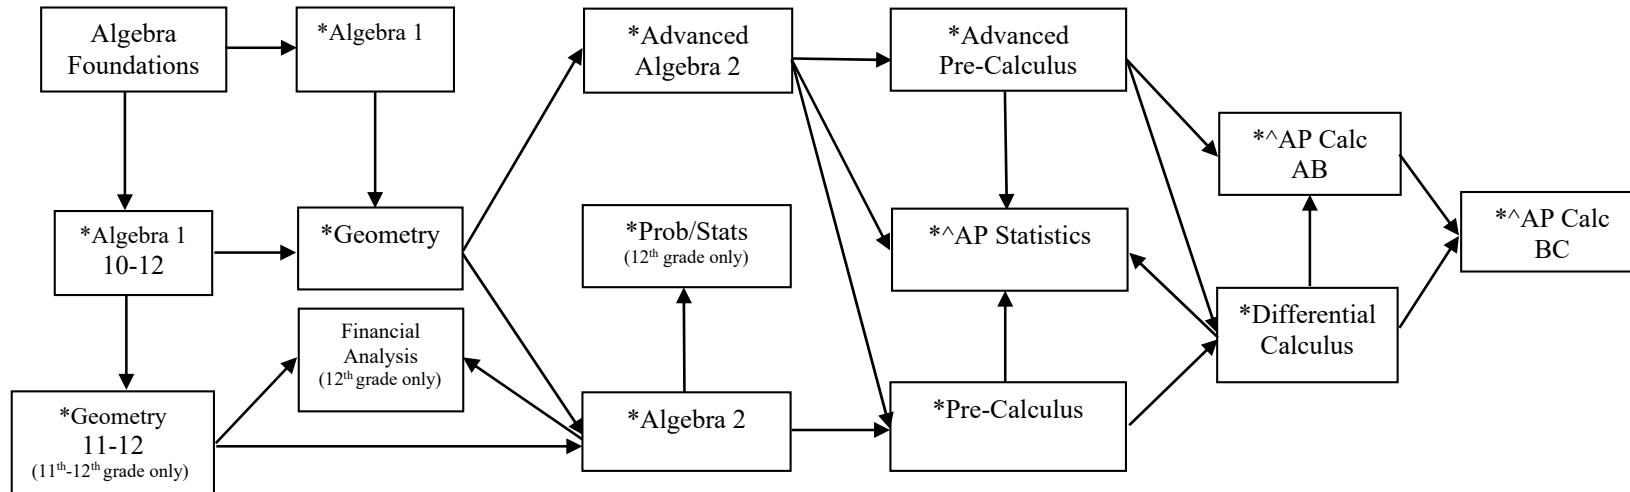 Algebra
Foundations
*Algebra 1
*Advanced
Algebra 2
*Advanced
Pre-Calculus
*^AP Calc
AB
*Algebra 1
10-12
*Geometry
*Prob/Stats
(12th grade only)
*^AP Statistics
*^AP Calc
BC
Financial
Analysis
(12th grade only)
*Differential
Calculus
*Geometry
11-12
(11th-12th grade only)
*Algebra 2
*Pre-Calculus